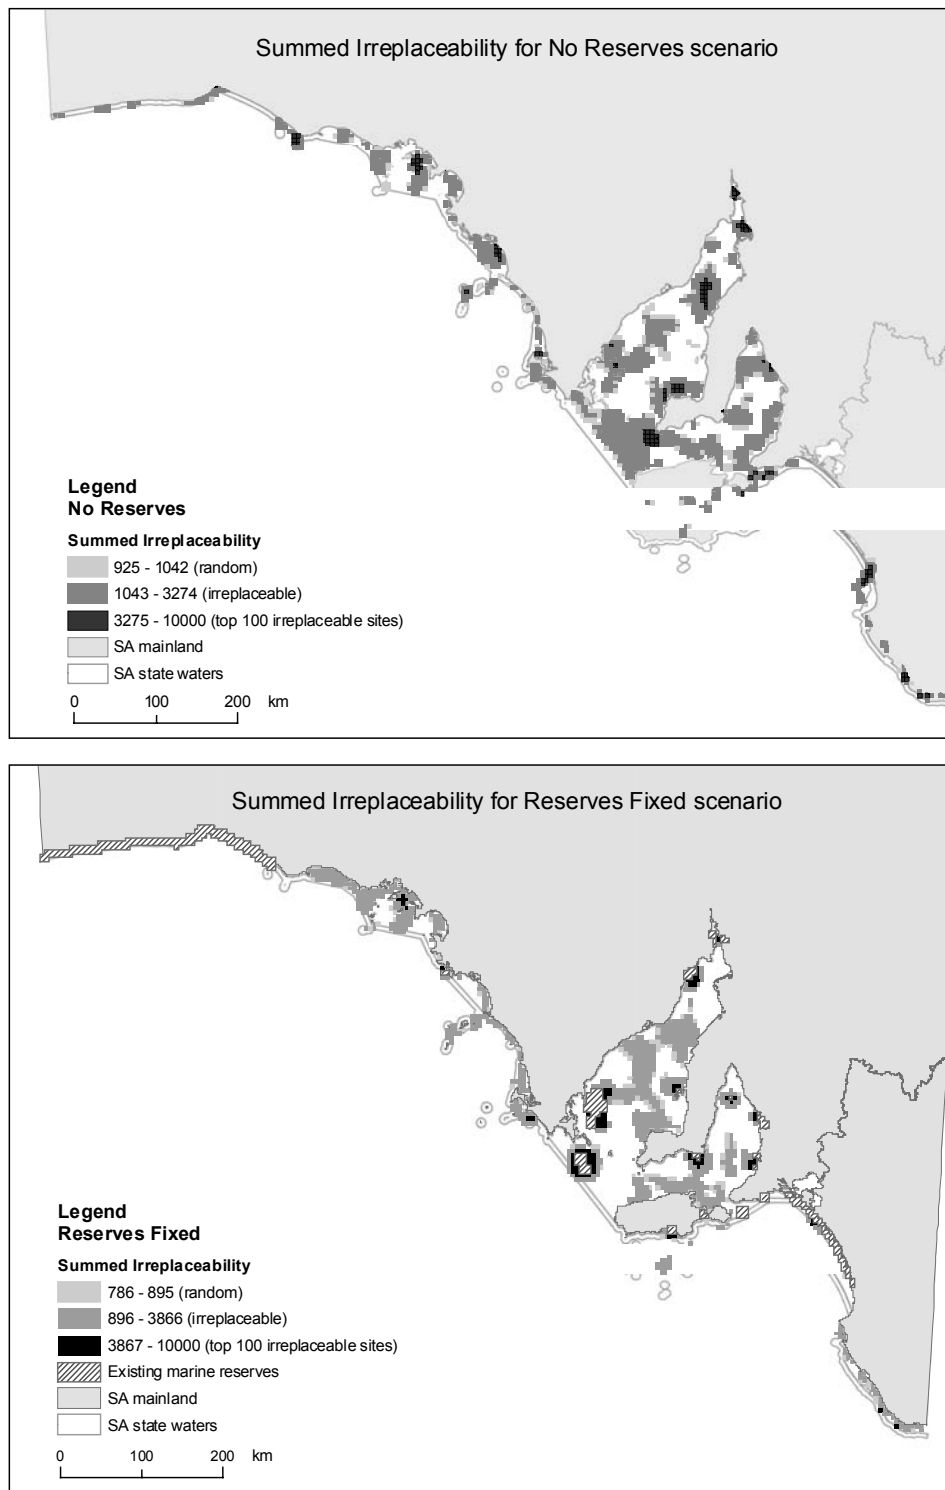 Summed Irreplaceability for No Reserves scenario
Legend
No Reserves
Summed Irreplaceability
925 - 1042 (random)
1043 - 3274 (irreplaceable)
3275 - 10000 (top 100 irreplaceable sites)
SA mainland
SA state waters
0 100 200 km
Summed Irreplaceability for Reserves Fixed scenario
Legend
Reserves Fixed
Summed Irreplaceability
786 - 895 (random)
896 - 3866 (irreplaceable)
3867 - 10000 (top 100 irreplaceable sites)
Existing marine reserves
SA mainland
SA state waters
0 100 200 km